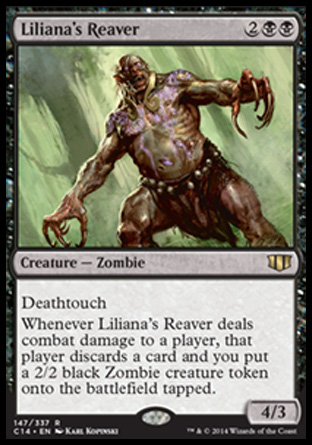 Liliana's Reaver 2
Creature — Zombie
Deathtouch
Whenever Liliana's Reaver deals
combat damage to a player, that
player discards a card and you put
a 2/2 black Zombie creature token
onto the battlefield tapped.
4/3
147/337 R
C14 • EN Karl Kopinski
™ & © 2014 Wizards of the Coast